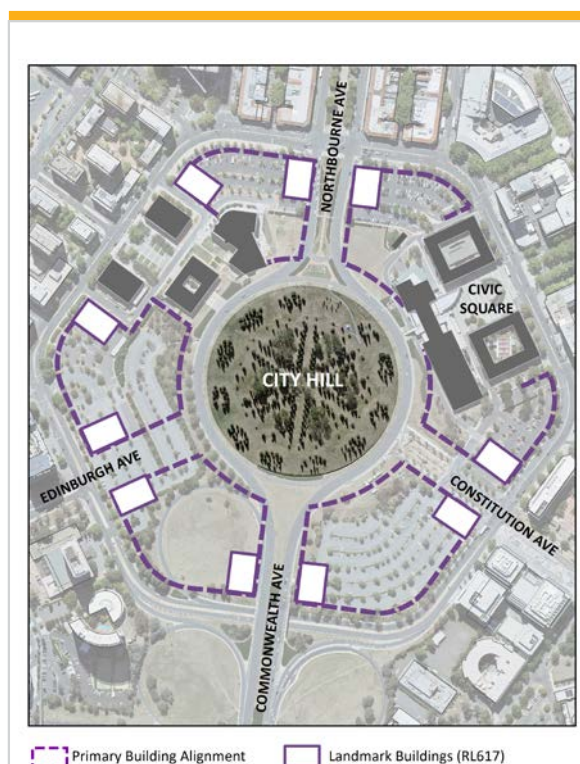 NORTHBOURNE AVE
CIVIC
SQUARE
CITY HILL
EDINBURGH AVE
CONSTITUTION AVE
COMMONWEALTH AVE
Primary Building Alignment
Landmark Buildings (RL617)